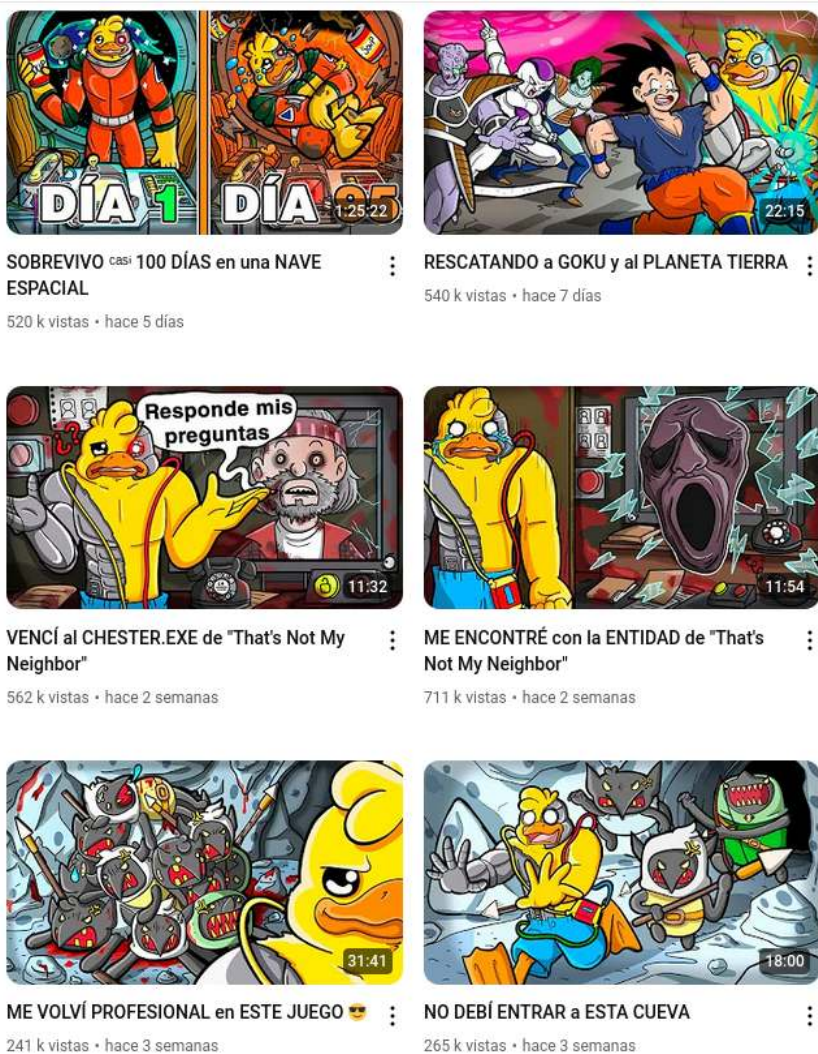 DÍA 1
DÍA 95
1:25:22
SOBREVIVO casi 100 DÍAS en una NAVE
ESPACIAL
520 k vistas • hace 5 días
22:15
RESCATANDO a GOKU y al PLANETA TIERRA
540 k vistas • hace 7 días
Responde mis
preguntas
11:32
VENCÍ al CHESTER.EXE de "That's Not My
Neighbor"
562 k vistas • hace 2 semanas
11:54
ME ENCONTRÉ con la ENTIDAD de "That's
Not My Neighbor"
711 k vistas • hace 2 semanas
31:41
ME VOLVÍ PROFESIONAL en ESTE JUEGO 😎
241 k vistas • hace 3 semanas
18:00
NO DEBÍ ENTRAR a ESTA CUEVA
265 k vistas • hace 3 semanas